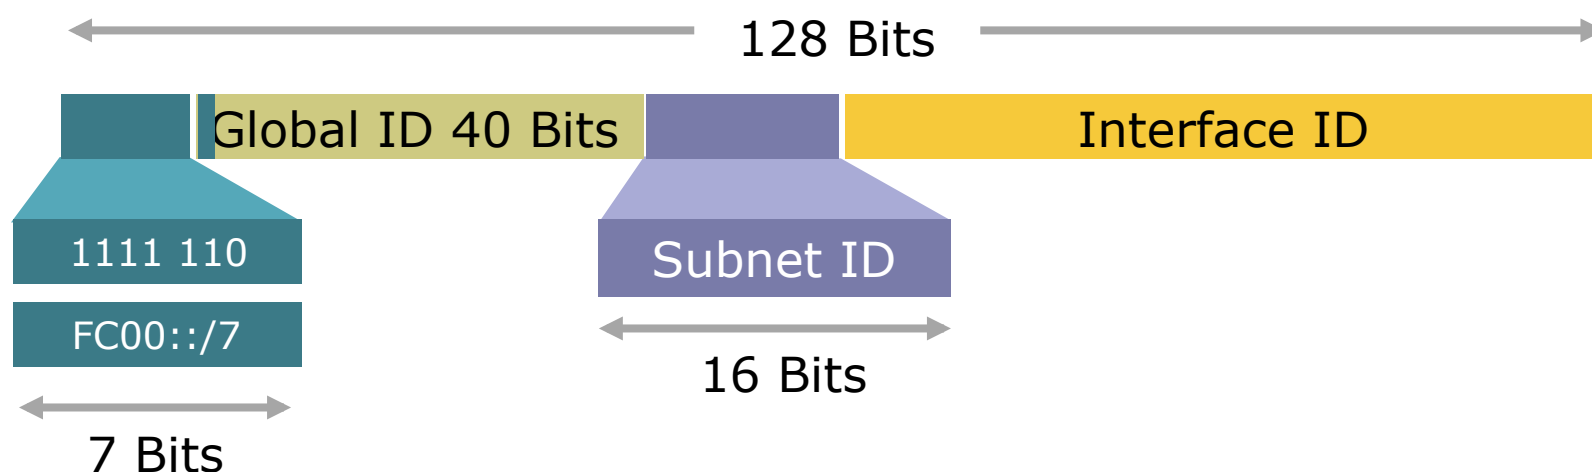 128 Bits
Global ID 40 Bits
Interface ID
1111 110
Subnet ID
FC00::/7
16 Bits
7 Bits